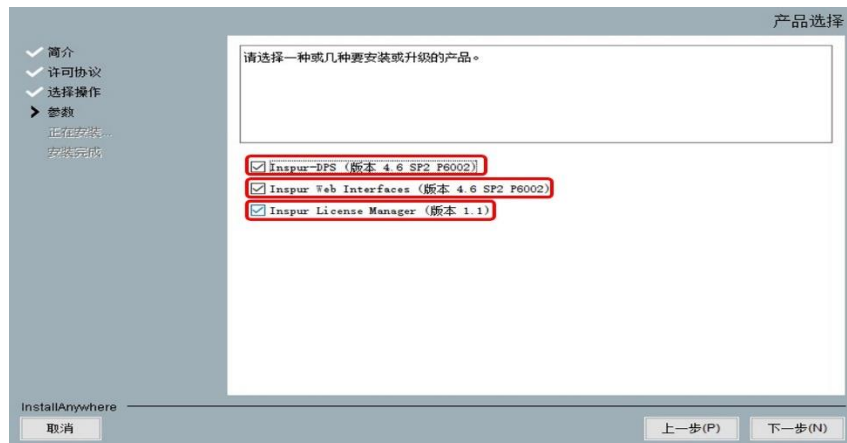 产品选择
简介
许可协议
选择操作
参数
正在安装...
安装完成
请选择一种或几种要安装或升级的产品。
Inspur-DPS (版本 4.6 SP2 P6002)
Inspur Web Interfaces (版本 4.6 SP2 P6002)
Inspur License Manager (版本 1.1)
InstallAnywhere
取消
上一步(P)
下一步(N)